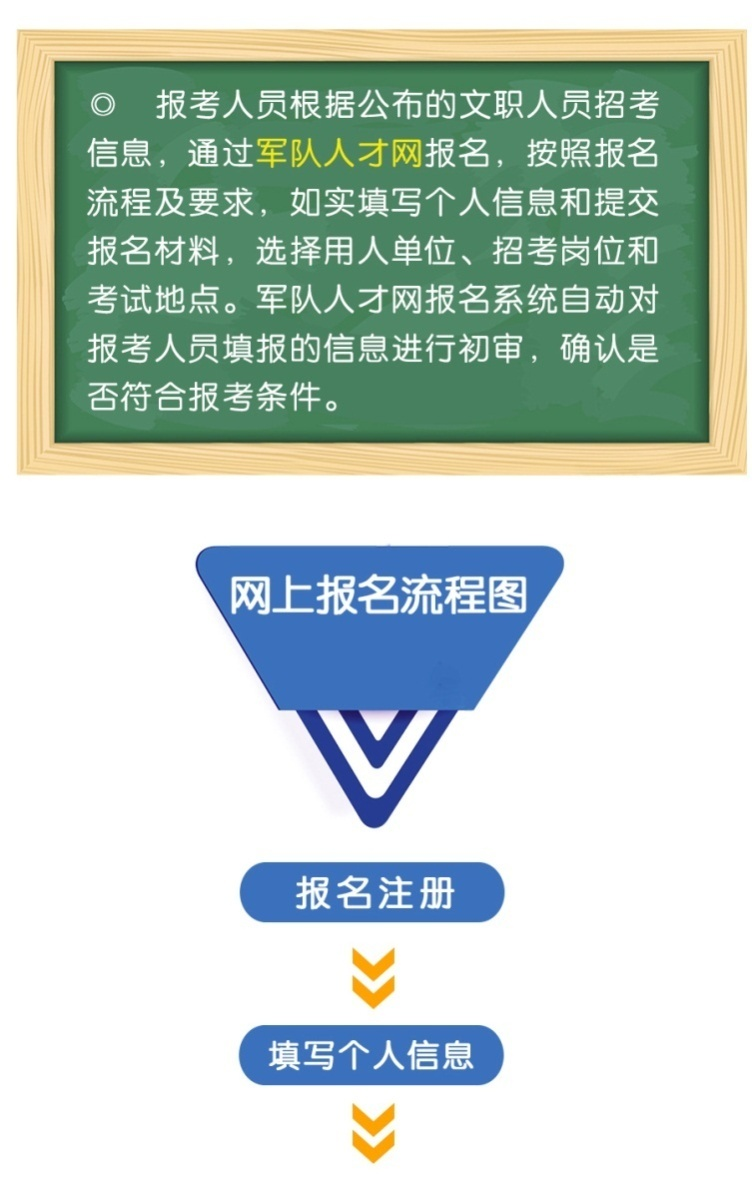 ◎ 报考人员根据公布的文职人员招考
信息，通过军队人才网报名，按照报名
流程及要求，如实填写个人信息和提交
报名材料，选择用人单位、招考岗位和
考试地点。军队人才网报名系统自动对
报考人员填报的信息进行初审，确认是
否符合报考条件。
网上报名流程图
报名注册
填写个人信息